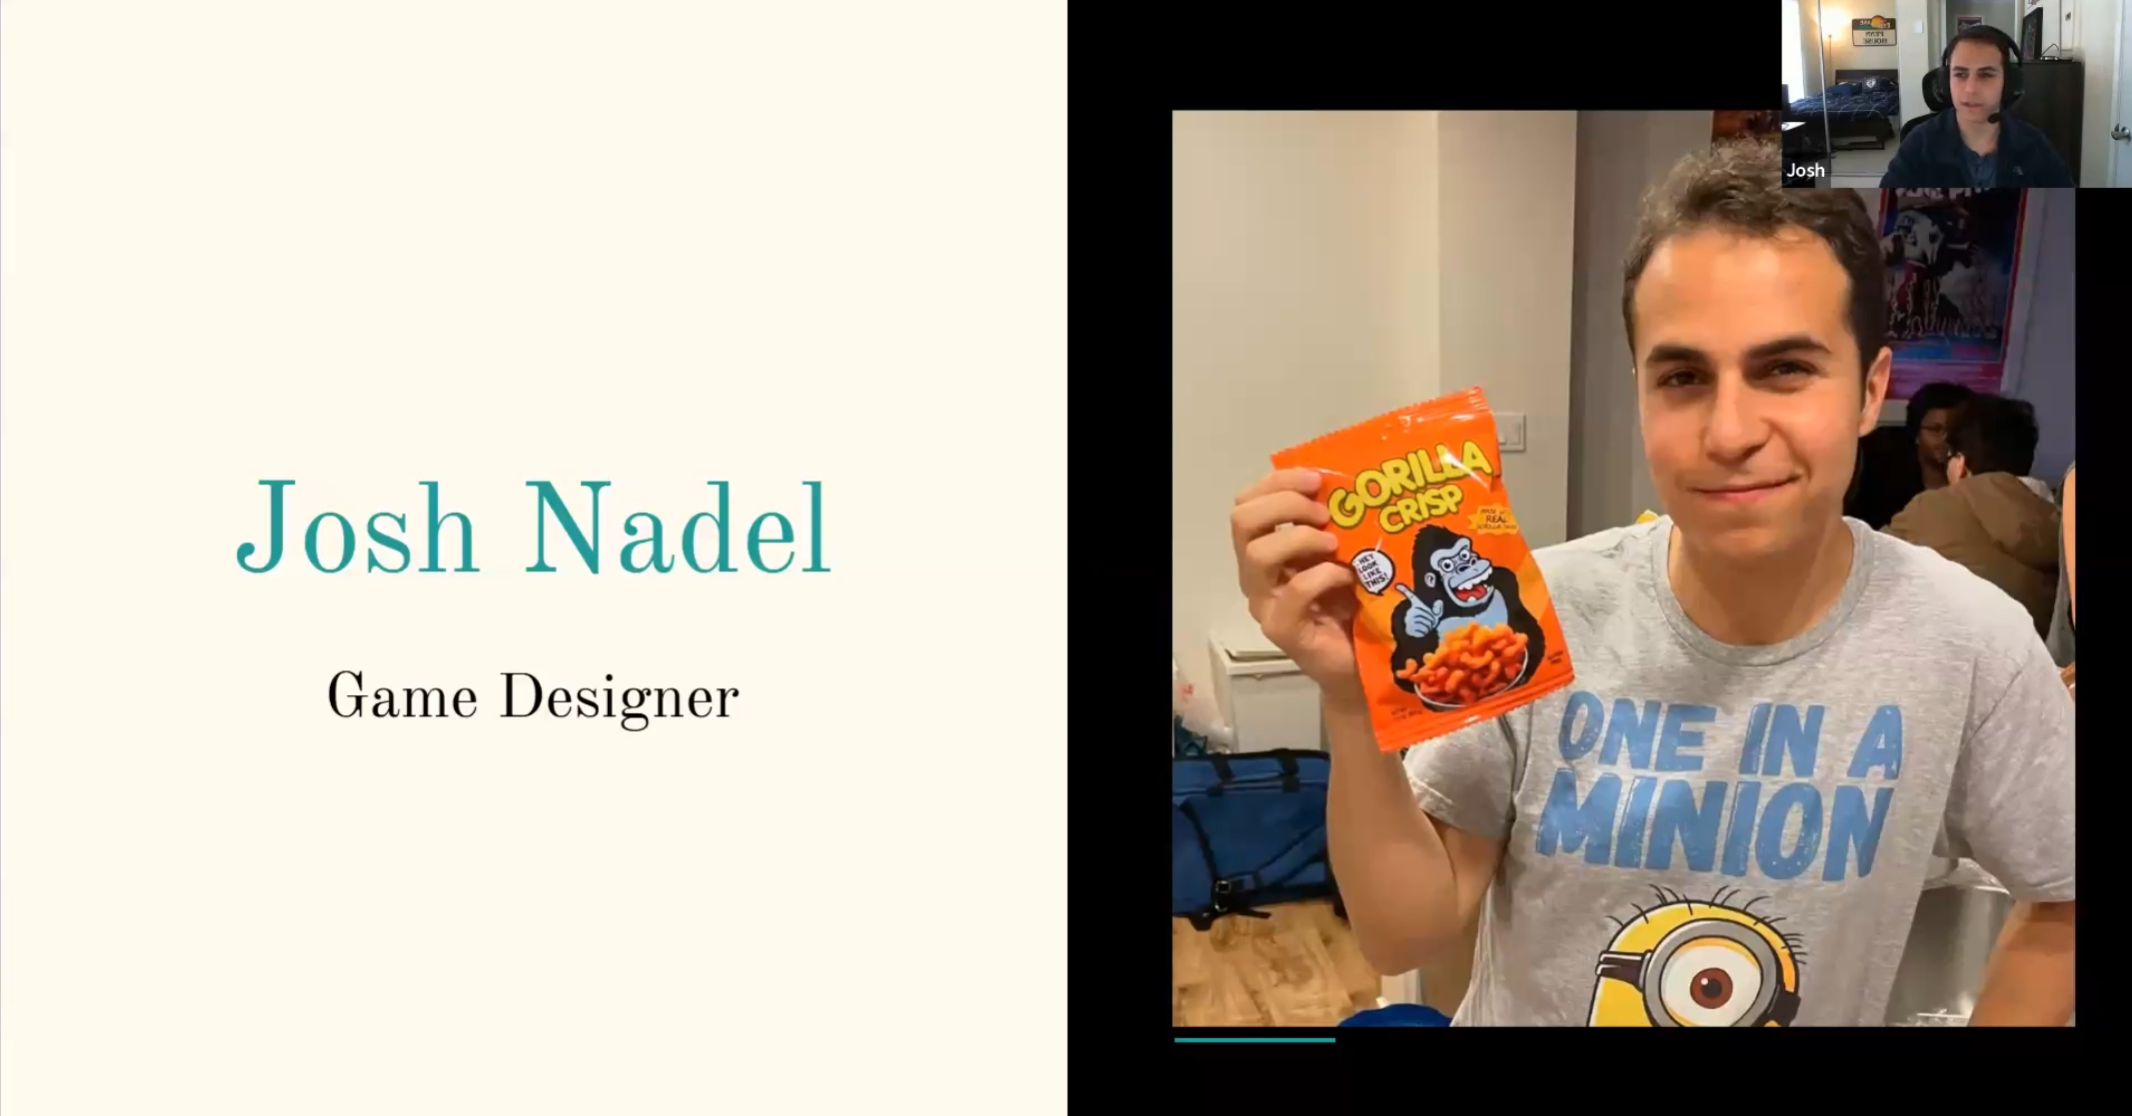 Josh Nadel
Game Designer
Josh
GORILLA
CRISP
REAL
HEY
LOOK
LIKE
THIS!
ONE IN A
MINION